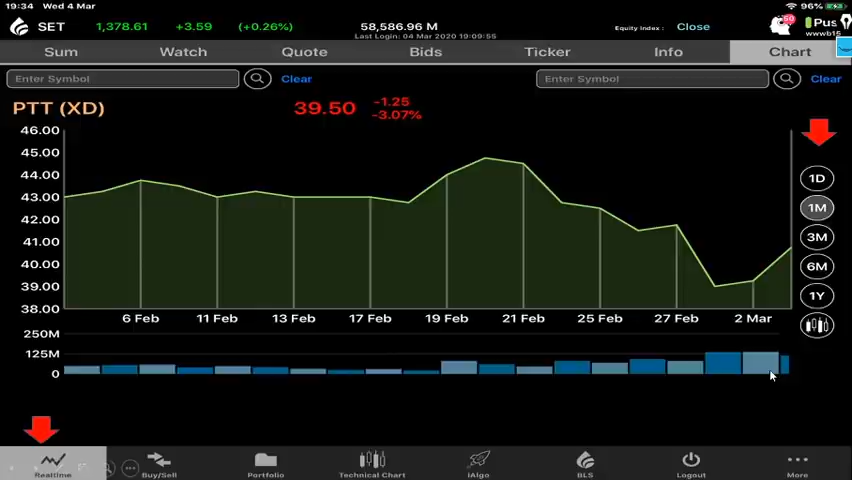 19:34 Wed 4 Mar
96%
SET 1,378.61 +3.59 (+0.26%) 58,586.96 M Equity Index : Close
50
Pus
Last Login: 04 Mar 2020 19:09:55
wwwb15
Sum Watch Quote Bids Ticker Info Chart
Enter Symbol Clear Enter Symbol Clear
PTT (XD) 39.50 -1.25
-3.07%
46.00
45.00
44.00
43.00
42.00
41.00
40.00
39.00
38.00
1D
1M
3M
6M
1Y
6 Feb 11 Feb 13 Feb 17 Feb 19 Feb 21 Feb 25 Feb 27 Feb 2 Mar
250M
125M
0
Realtime Buy/Sell Portfolio Technical Chart iAlgo BLS Logout More